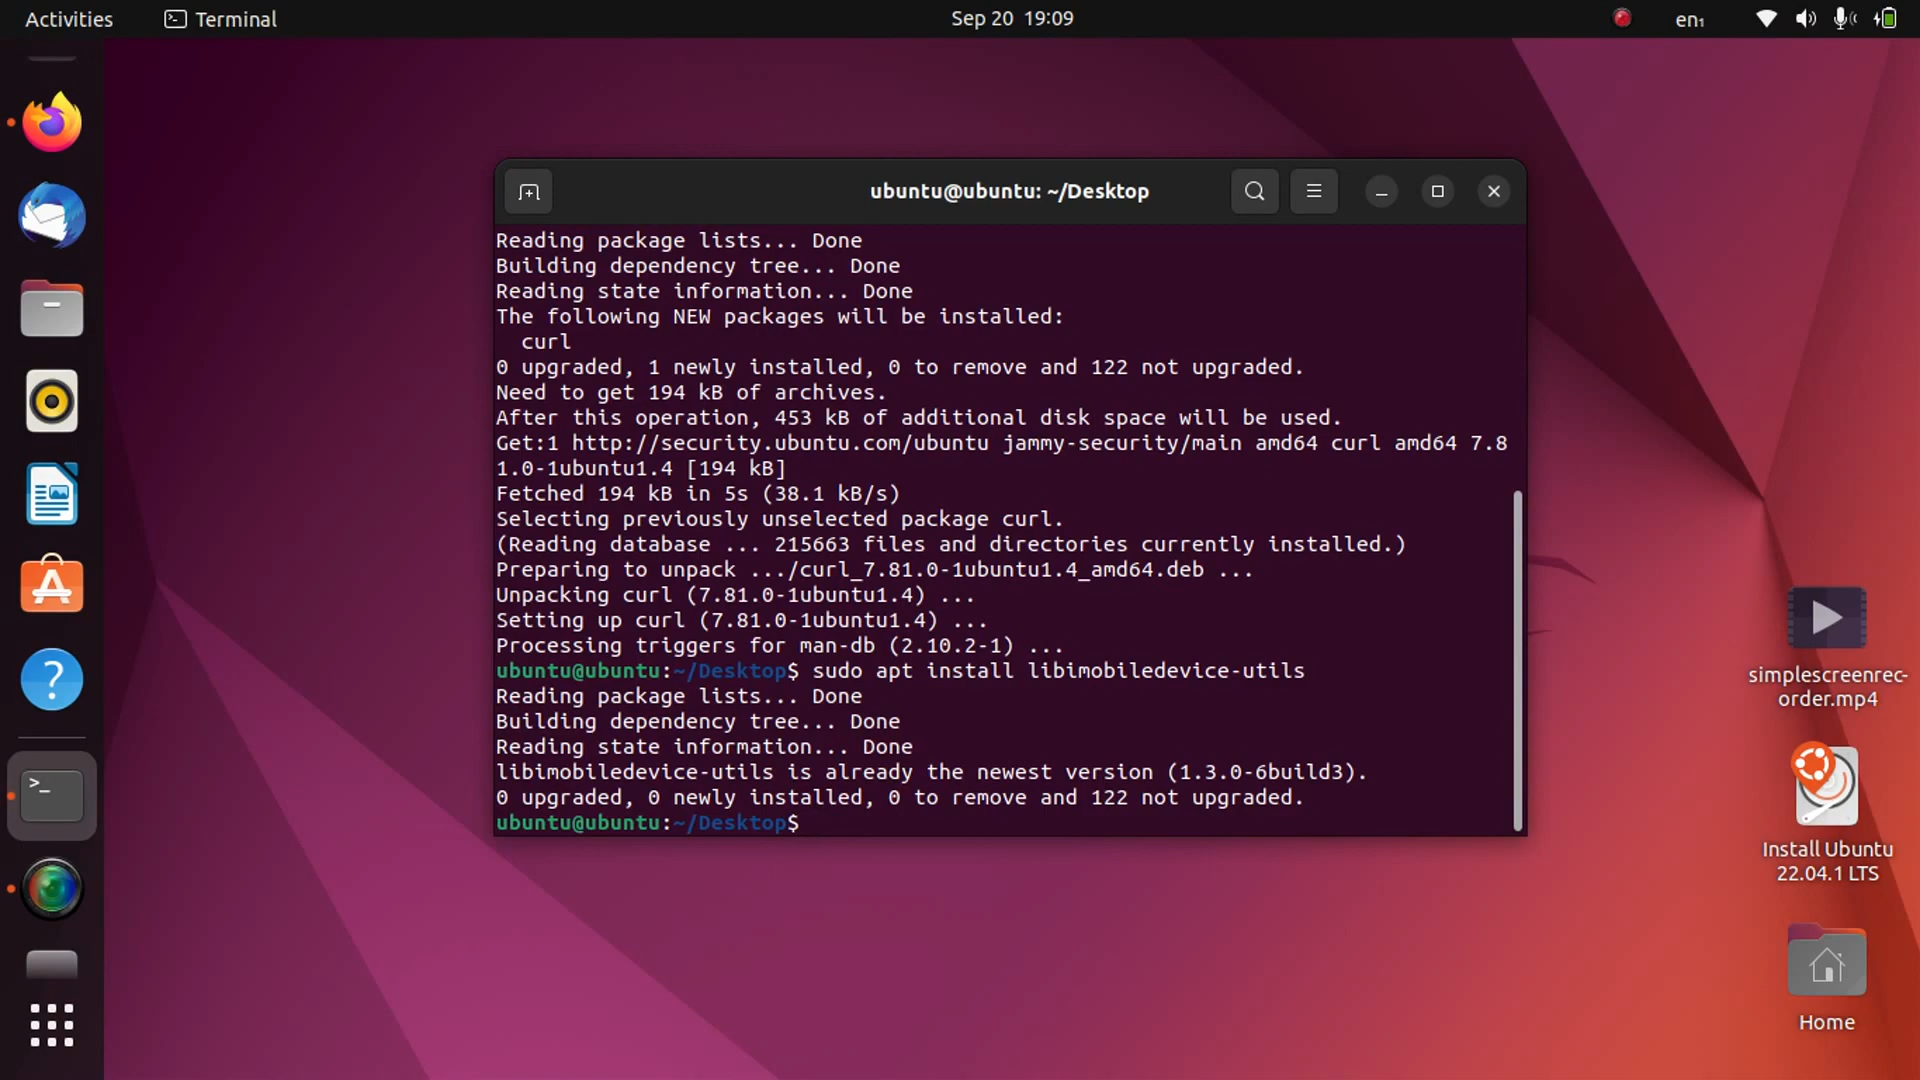 Activities Terminal Sep 20 19:09 en₁
ubuntu@ubuntu: ~/Desktop
Reading package lists... Done
Building dependency tree... Done
Reading state information... Done
The following NEW packages will be installed:
  curl
0 upgraded, 1 newly installed, 0 to remove and 122 not upgraded.
Need to get 194 kB of archives.
After this operation, 453 kB of additional disk space will be used.
Get:1 http://security.ubuntu.com/ubuntu jammy-security/main amd64 curl amd64 7.8
1.0-1ubuntu1.4 [194 kB]
Fetched 194 kB in 5s (38.1 kB/s)
Selecting previously unselected package curl.
(Reading database ... 215663 files and directories currently installed.)
Preparing to unpack .../curl_7.81.0-1ubuntu1.4_amd64.deb ...
Unpacking curl (7.81.0-1ubuntu1.4) ...
Setting up curl (7.81.0-1ubuntu1.4) ...
Processing triggers for man-db (2.10.2-1) ...
ubuntu@ubuntu:~/Desktop$ sudo apt install libimobiledevice-utils
Reading package lists... Done
Building dependency tree... Done
Reading state information... Done
libimobiledevice-utils is already the newest version (1.3.0-6build3).
0 upgraded, 0 newly installed, 0 to remove and 122 not upgraded.
ubuntu@ubuntu:~/Desktop$
simplescreenrec-
order.mp4
Install Ubuntu
22.04.1 LTS
Home